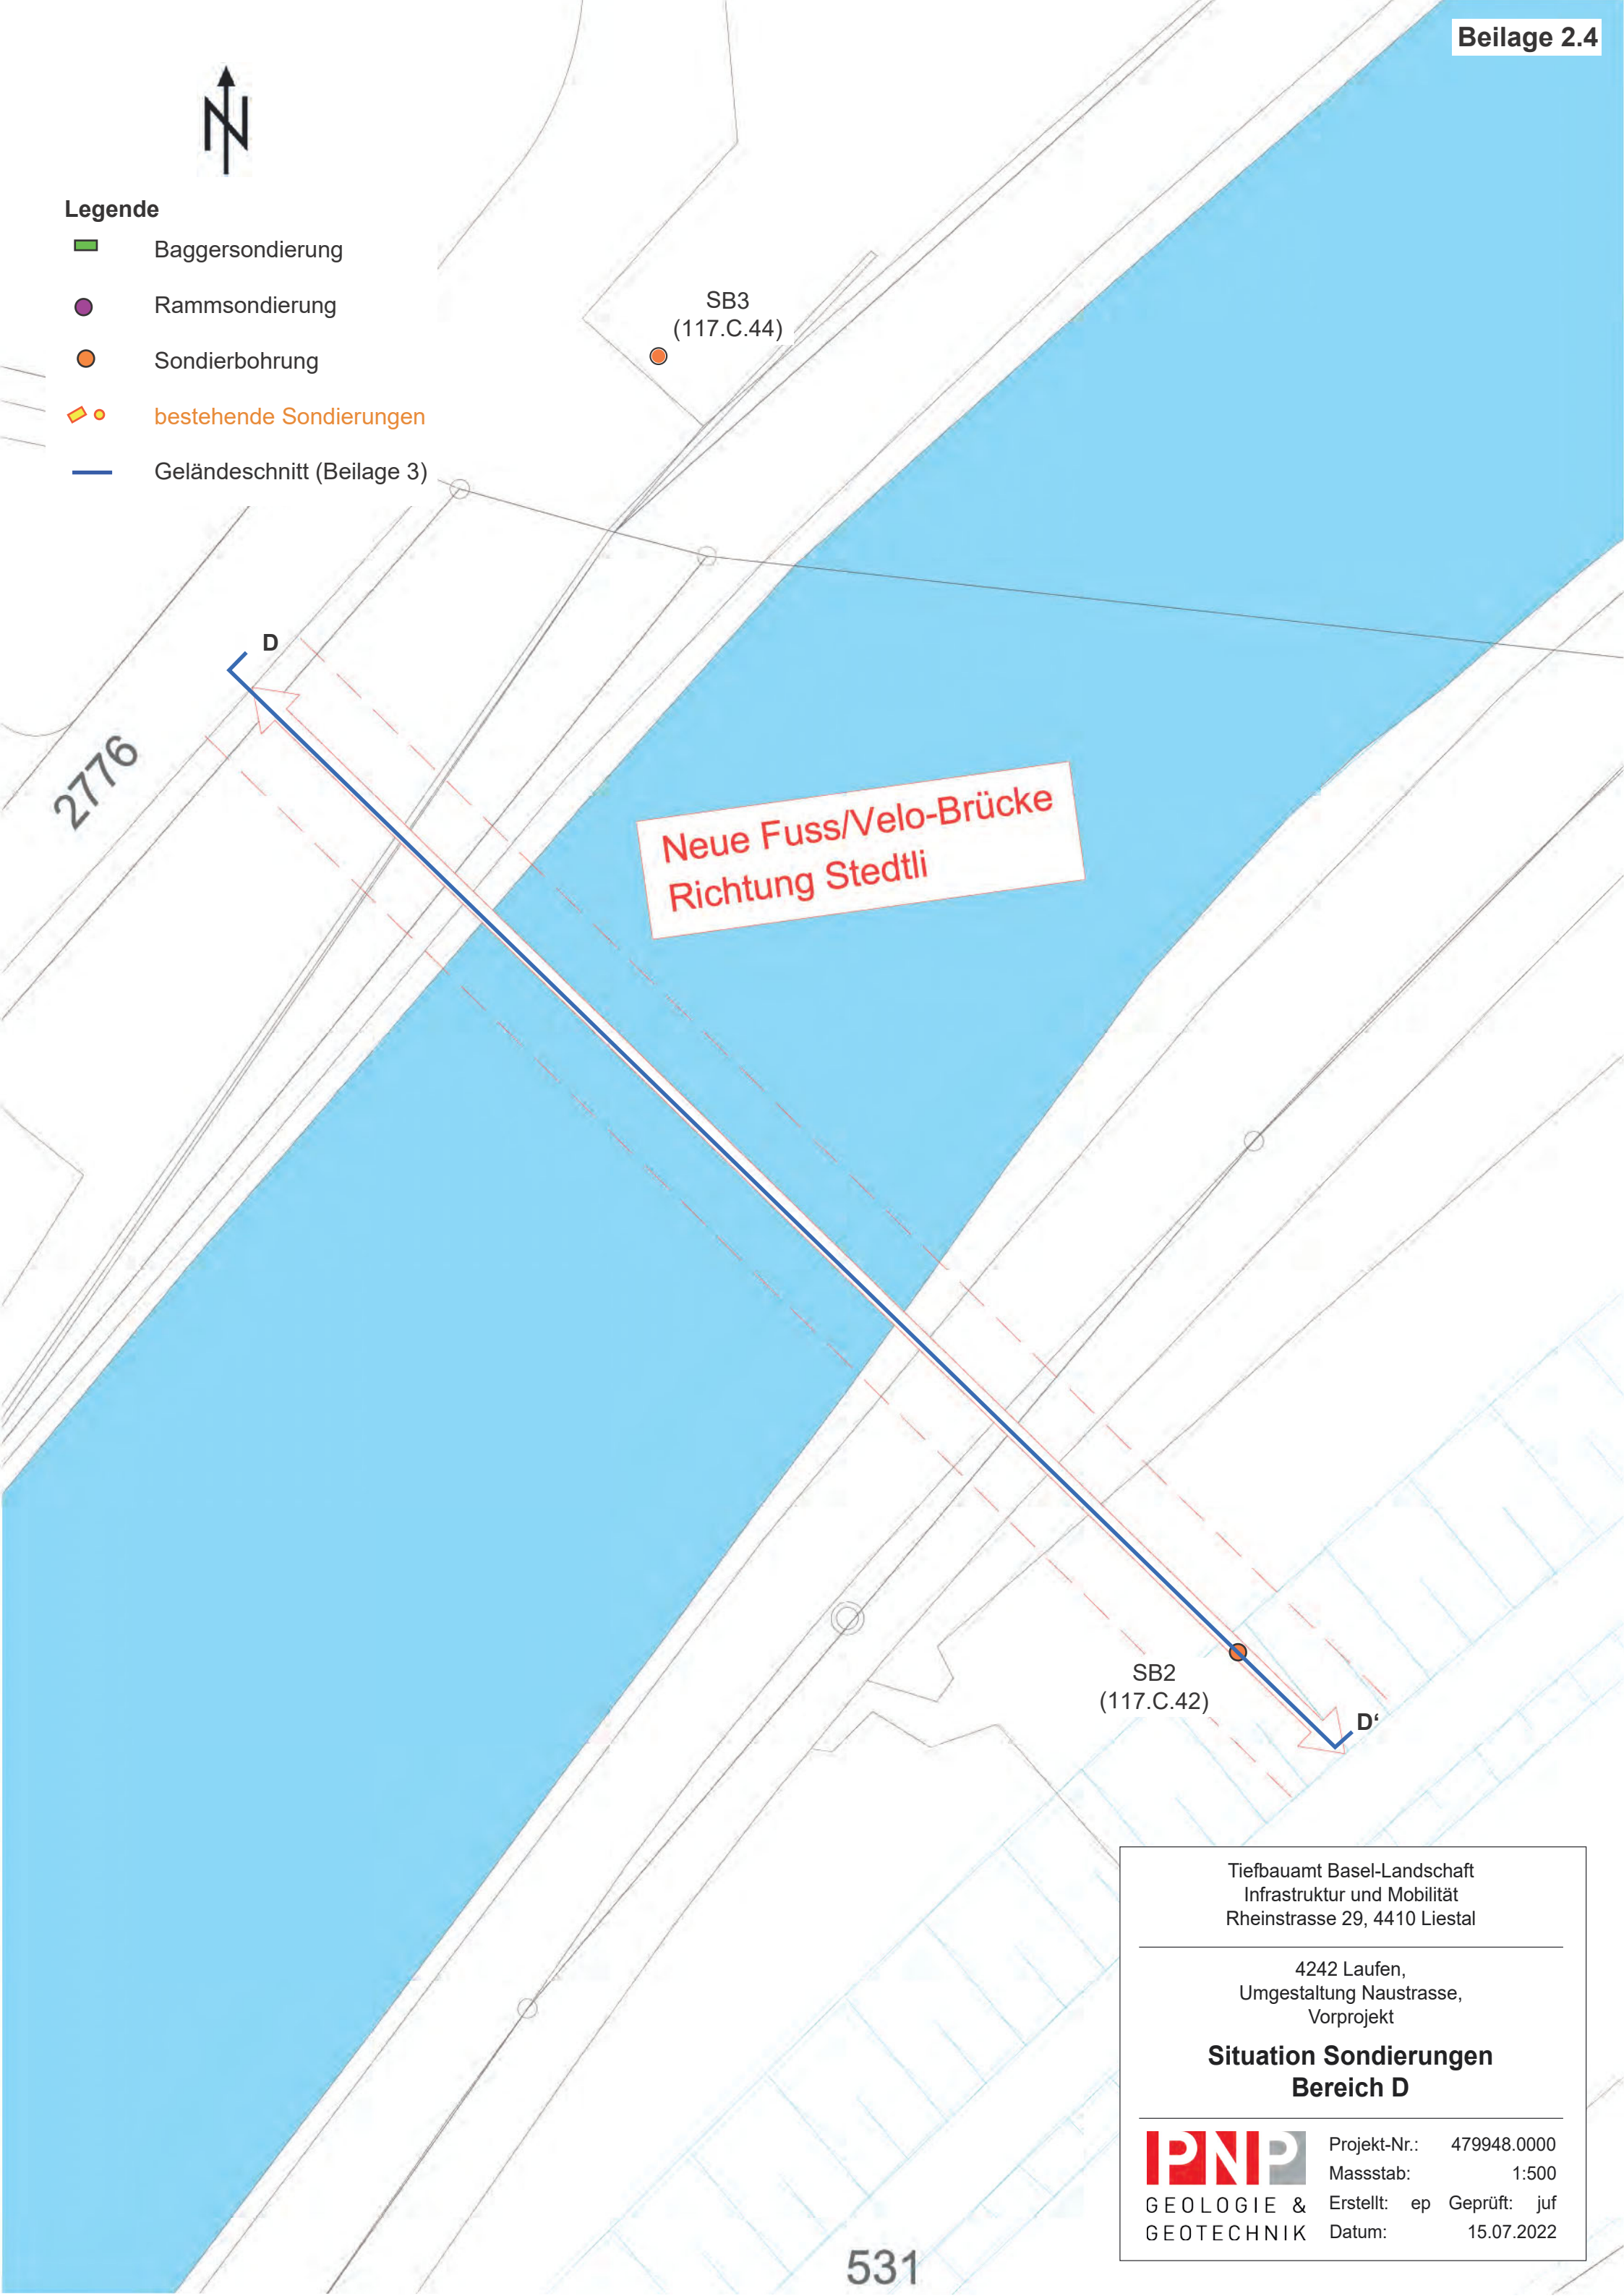 Beilage 2.4
N
Legende
Baggersondierung
Rammsondierung
Sondierbohrung
bestehende Sondierungen
Geländeschnitt (Beilage 3)
SB3
(117.C.44)
D
2776
Neue Fuss/Velo-Brücke
Richtung Stedtli
SB2
(117.C.42)
D‘
Tiefbauamt Basel-Landschaft
Infrastruktur und Mobilität
Rheinstrasse 29, 4410 Liestal
4242 Laufen,
Umgestaltung Naustrasse,
Vorprojekt
Situation Sondierungen
Bereich D
PNP
GEOLOGIE &
GEOTECHNIK
Projekt-Nr.: 479948.0000
Massstab: 1:500
Erstellt: ep Geprüft: juf
Datum: 15.07.2022
531